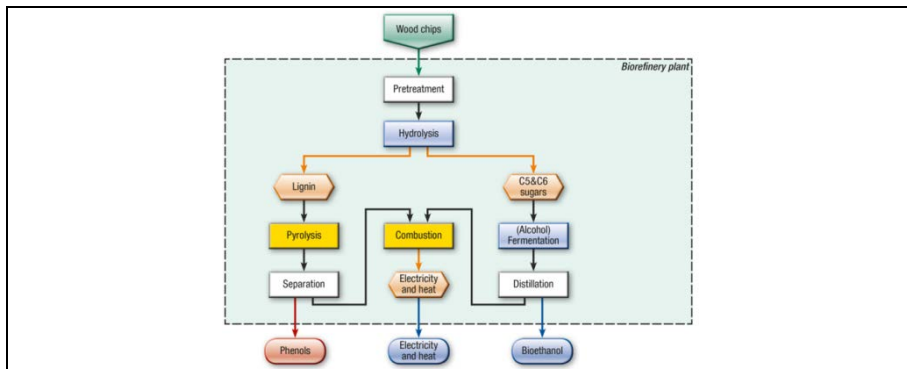 Wood chips
Biorefinery plant
Pretreatment
Hydrolysis
Lignin
C5&C6
sugars
Pyrolysis
Combustion
(Alcohol)
Fermentation
Separation
Electricity
and heat
Distillation
Phenols
Electricity
and heat
Bioethanol